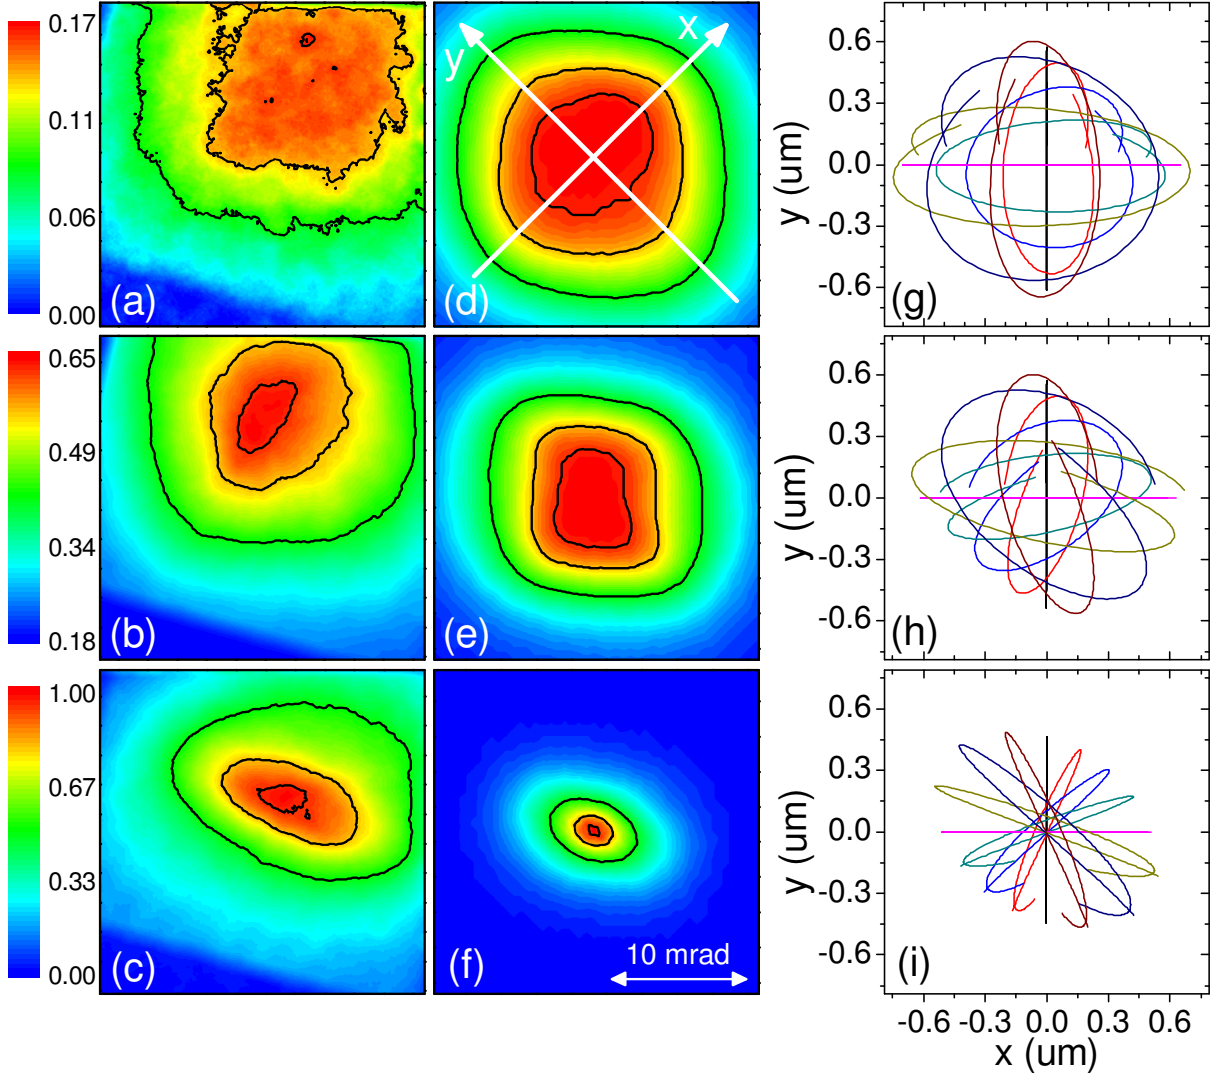 0.17
0.11
0.06
0.00
(a)
y
x
(d)
y (um)
0.6
0.3
0.0
-0.3
-0.6
(g)
0.65
0.49
0.34
0.18
(b)
(e)
y (um)
0.6
0.3
0.0
-0.3
-0.6
(h)
1.00
0.67
0.33
0.00
(c)
(f)
10 mrad
y (um)
0.6
0.3
0.0
-0.3
-0.6
(i)
-0.6 -0.3 0.0 0.3 0.6
x (um)